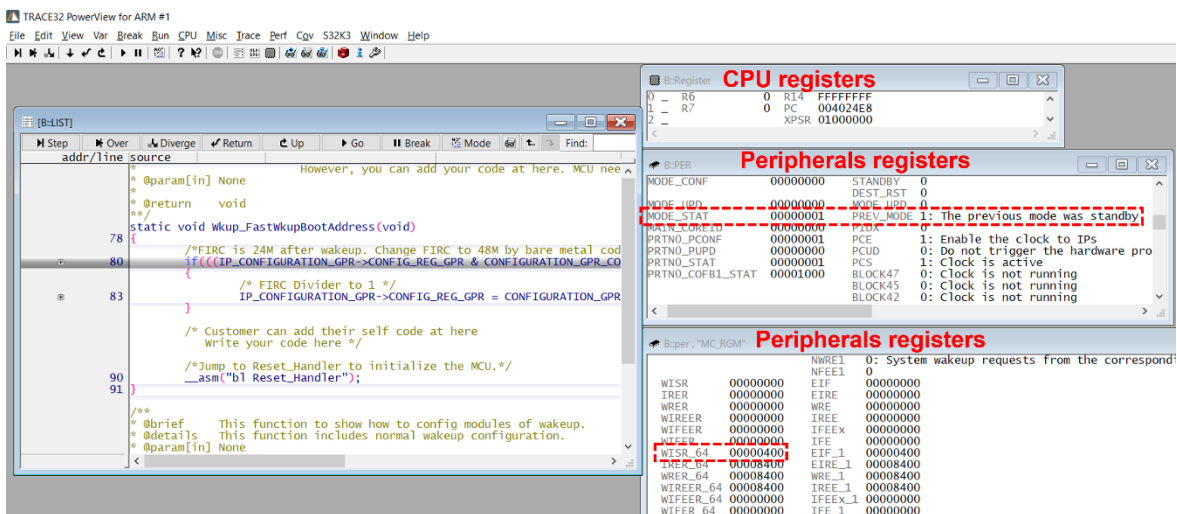 TRACE32 PowerView for ARM #1
File Edit View Var Break Run CPU Misc Trace Perf Cov S32K3 Window Help
[B::LIST]
Step Over Diverge Return Up Go Break Mode Find:
addr/line source
* However, you can add your code at here. MCU nee
* @param[in] None
*
* @return void
**/
static void Wkup_FastWkupBootAddress(void)
78 {
/*FIRC is 24M after wakeup. Change FIRC to 48M by bare metal cod
80 if(((IP_CONFIGURATION_GPR->CONFIG_REG_GPR & CONFIGURATION_GPR_CO
{
/* FIRC Divider to 1 */
83 IP_CONFIGURATION_GPR->CONFIG_REG_GPR = CONFIGURATION_GPR
}
/* Customer can add their self code at here
Write your code here */
/*Jump to Reset_Handler to initialize the MCU.*/
90 __asm("bl Reset_Handler");
91 }
/**
* @brief This function to show how to config modules of wakeup.
* @details This function includes normal wakeup configuration.
* @param[in] None
B::Register CPU registers
0 _ R6 0 R14 FFFFFFFF
1 _ R7 0 PC 004024E8
2 _ XPSR 01000000
B::PER Peripherals registers
MODE_CONF 00000000 STANDBY 0
DEST_RST 0
MODE_UPD 00000000 MODE_UPD 0
MODE_STAT 00000001 PREV_MODE 1: The previous mode was standby
MAIN_COREID 00000000 PIDX 0
PRTN0_PCONF 00000001 PCE 1: Enable the clock to IPs
PRTN0_PUPD 00000000 PCUD 0: Do not trigger the hardware pro
PRTN0_STAT 00000001 PCS 1: Clock is active
PRTN0_COFB1_STAT 00001000 BLOCK47 0: Clock is not running
BLOCK45 0: Clock is not running
BLOCK42 0: Clock is not running
B::per , "MC_RGM" Peripherals registers
NWRE1 0: System wakeup requests from the correspondi
NFEE1 0
WISR 00000000 EIF 00000000
IRER 00000000 EIRE 00000000
WRER 00000000 WRE 00000000
WIREER 00000000 IREE 00000000
WIFEER 00000000 IFEEx 00000000
WIFER 00000000 IFE 00000000
WISR_64 00000400 EIF_1 00000400
IRER_64 00008400 EIRE_1 00008400
WRER_64 00008400 WRE_1 00008400
WIREER_64 00008400 IREE_1 00008400
WIFEER_64 00000000 IFEEx_1 00000000
WIFER_64 00000000 IFE_1 00000000